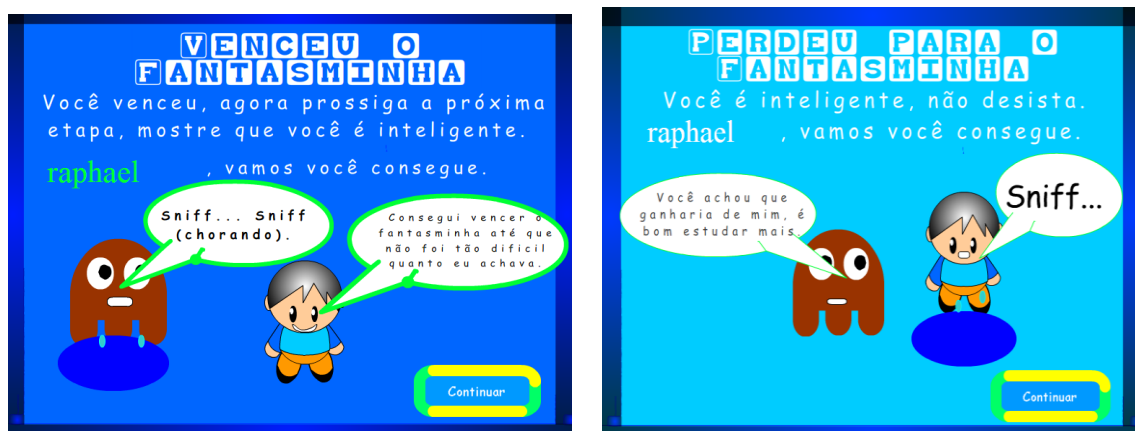 VENCEU O
FANTASMINHA
Você venceu, agora prossiga a próxima
etapa, mostre que você é inteligente.
raphael , vamos você consegue.
Sniff... Sniff
(chorando).
Consegui vencer o
fantasminha até que
não foi tão dificil
quanto eu achava.
Continuar
PERDEU PARA O
FANTASMINHA
Você é inteligente, não desista.
raphael , vamos você consegue.
Você achou que
ganharia de mim, é
bom estudar mais.
Sniff...
Continuar